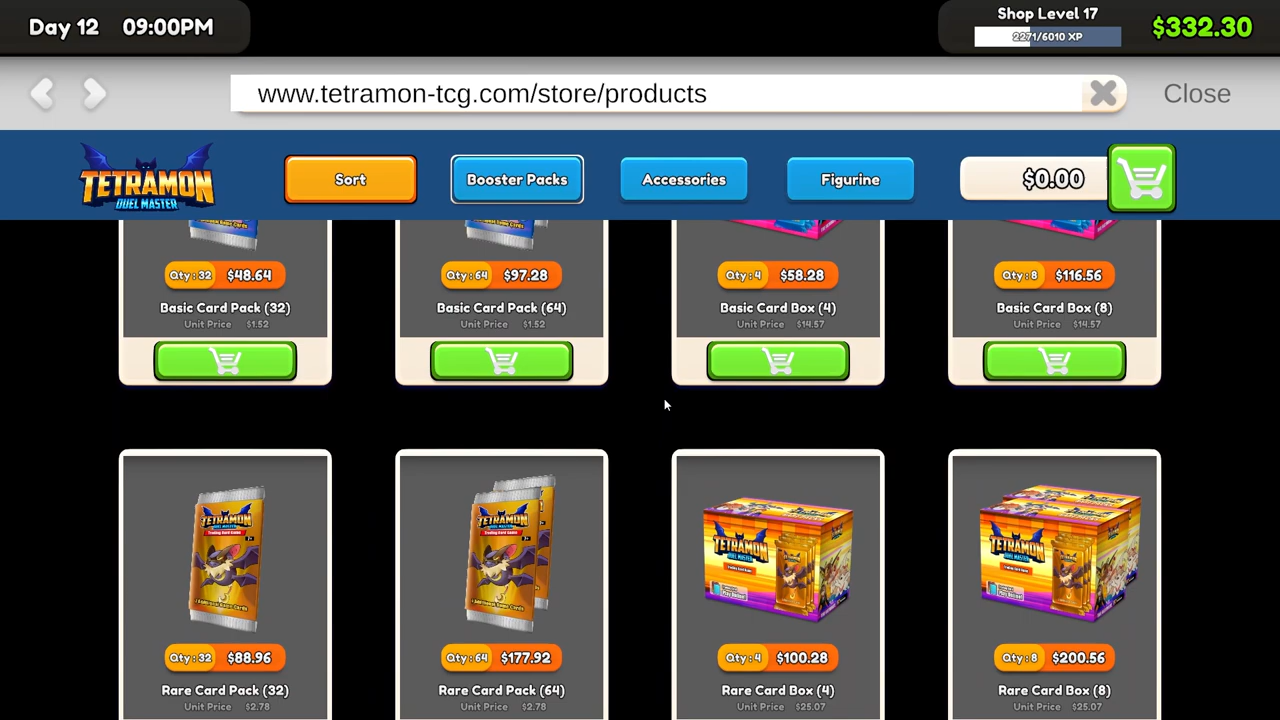 Day 12 09:00PM
Shop Level 17
2271/6010 XP
$332.30
www.tetramon-tcg.com/store/products
Close
TETRAMON
DUEL MASTER
Sort
Booster Packs
Accessories
Figurine
$0.00
Qty : 32 $48.64
Basic Card Pack (32)
Unit Price $1.52
Qty : 64 $97.28
Basic Card Pack (64)
Unit Price $1.52
Qty : 4 $58.28
Basic Card Box (4)
Unit Price $14.57
Qty : 8 $116.56
Basic Card Box (8)
Unit Price $14.57
TETRAMON
TETRAMON
TETRAMON
TETRAMON
Qty : 32 $88.96
Rare Card Pack (32)
Unit Price $2.78
Qty : 64 $177.92
Rare Card Pack (64)
Unit Price $2.78
Qty : 4 $100.28
Rare Card Box (4)
Unit Price $25.07
Qty : 8 $200.56
Rare Card Box (8)
Unit Price $25.07